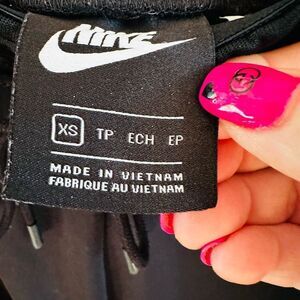 NIKE
XS TP ECH EP
MADE IN VIETNAM
FABRIQUE AU VIETNAM